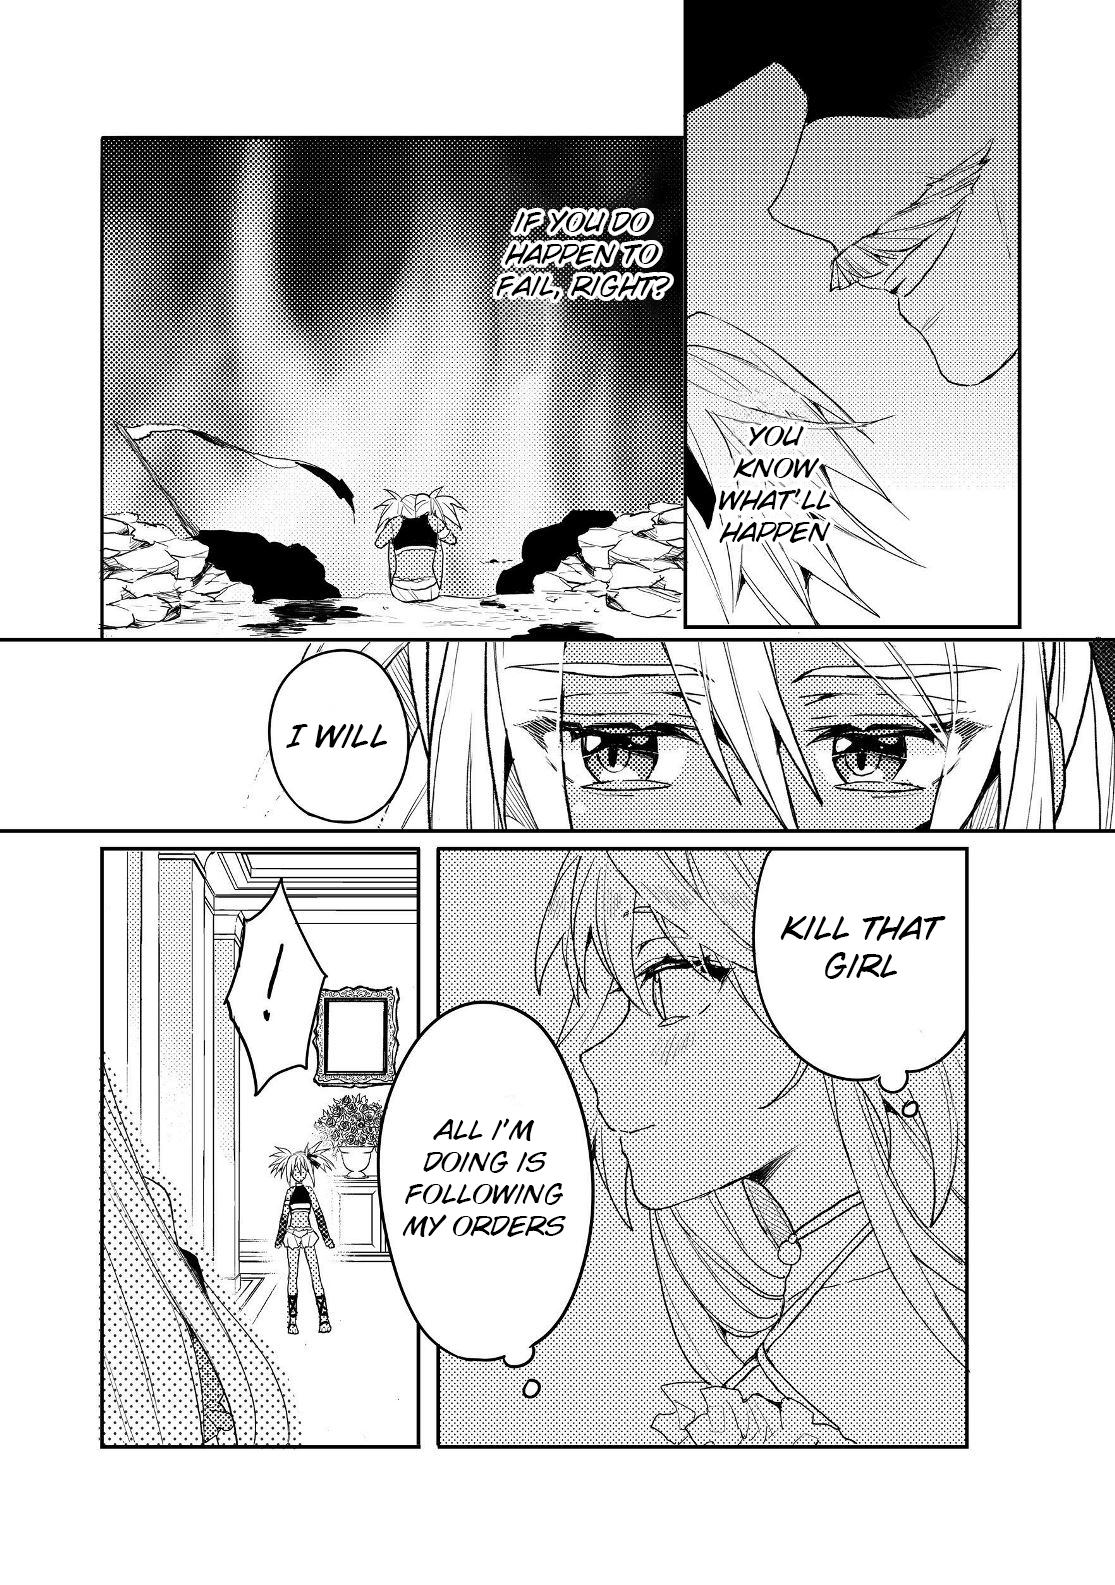 YOU
KNOW
WHAT'LL
HAPPEN
IF YOU DO
HAPPEN TO
FAIL, RIGHT?
I WILL
KILL THAT
GIRL
ALL I'M
DOING IS
FOLLOWING
MY ORDERS
!